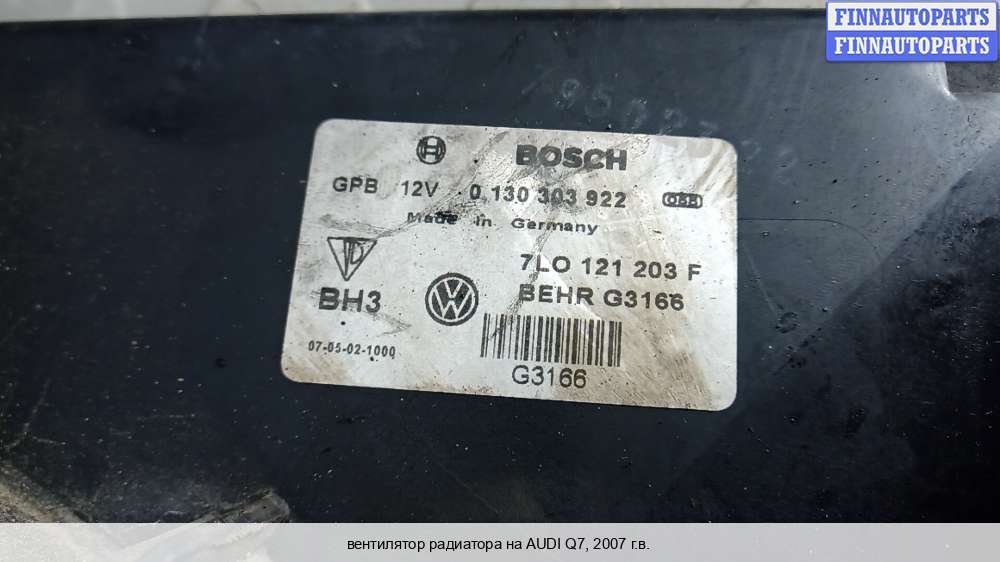 FINNAUTOPARTS
FINNAUTOPARTS
BOSCH
GPB 12V 0 130 303 922
Made in Germany
7LO 121 203 F
BH3
BEHR G3166
07-05-02-1000
G3166
вентилятор радиатора на AUDI Q7, 2007 г.в.